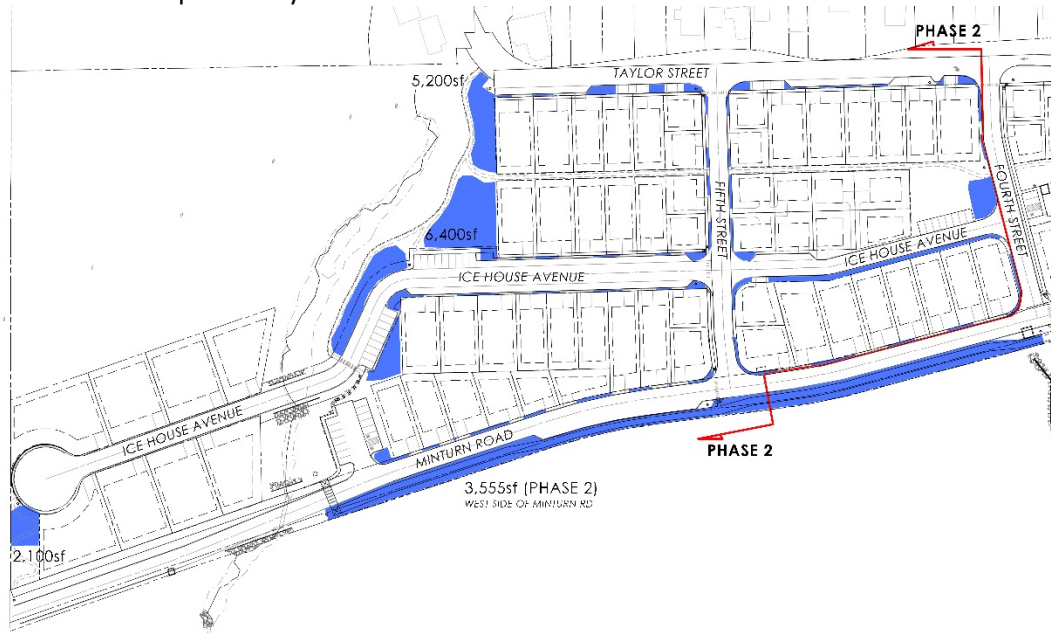 PHASE 2
TAYLOR STREET
5,200sf
FIFTH STREET
FOURTH STREET
6,400sf
ICE HOUSE AVENUE
ICE HOUSE AVENUE
ICE HOUSE AVENUE
MINTURN ROAD
PHASE 2
3,555sf (PHASE 2)
WEST SIDE OF MINTURN RD
2,100sf